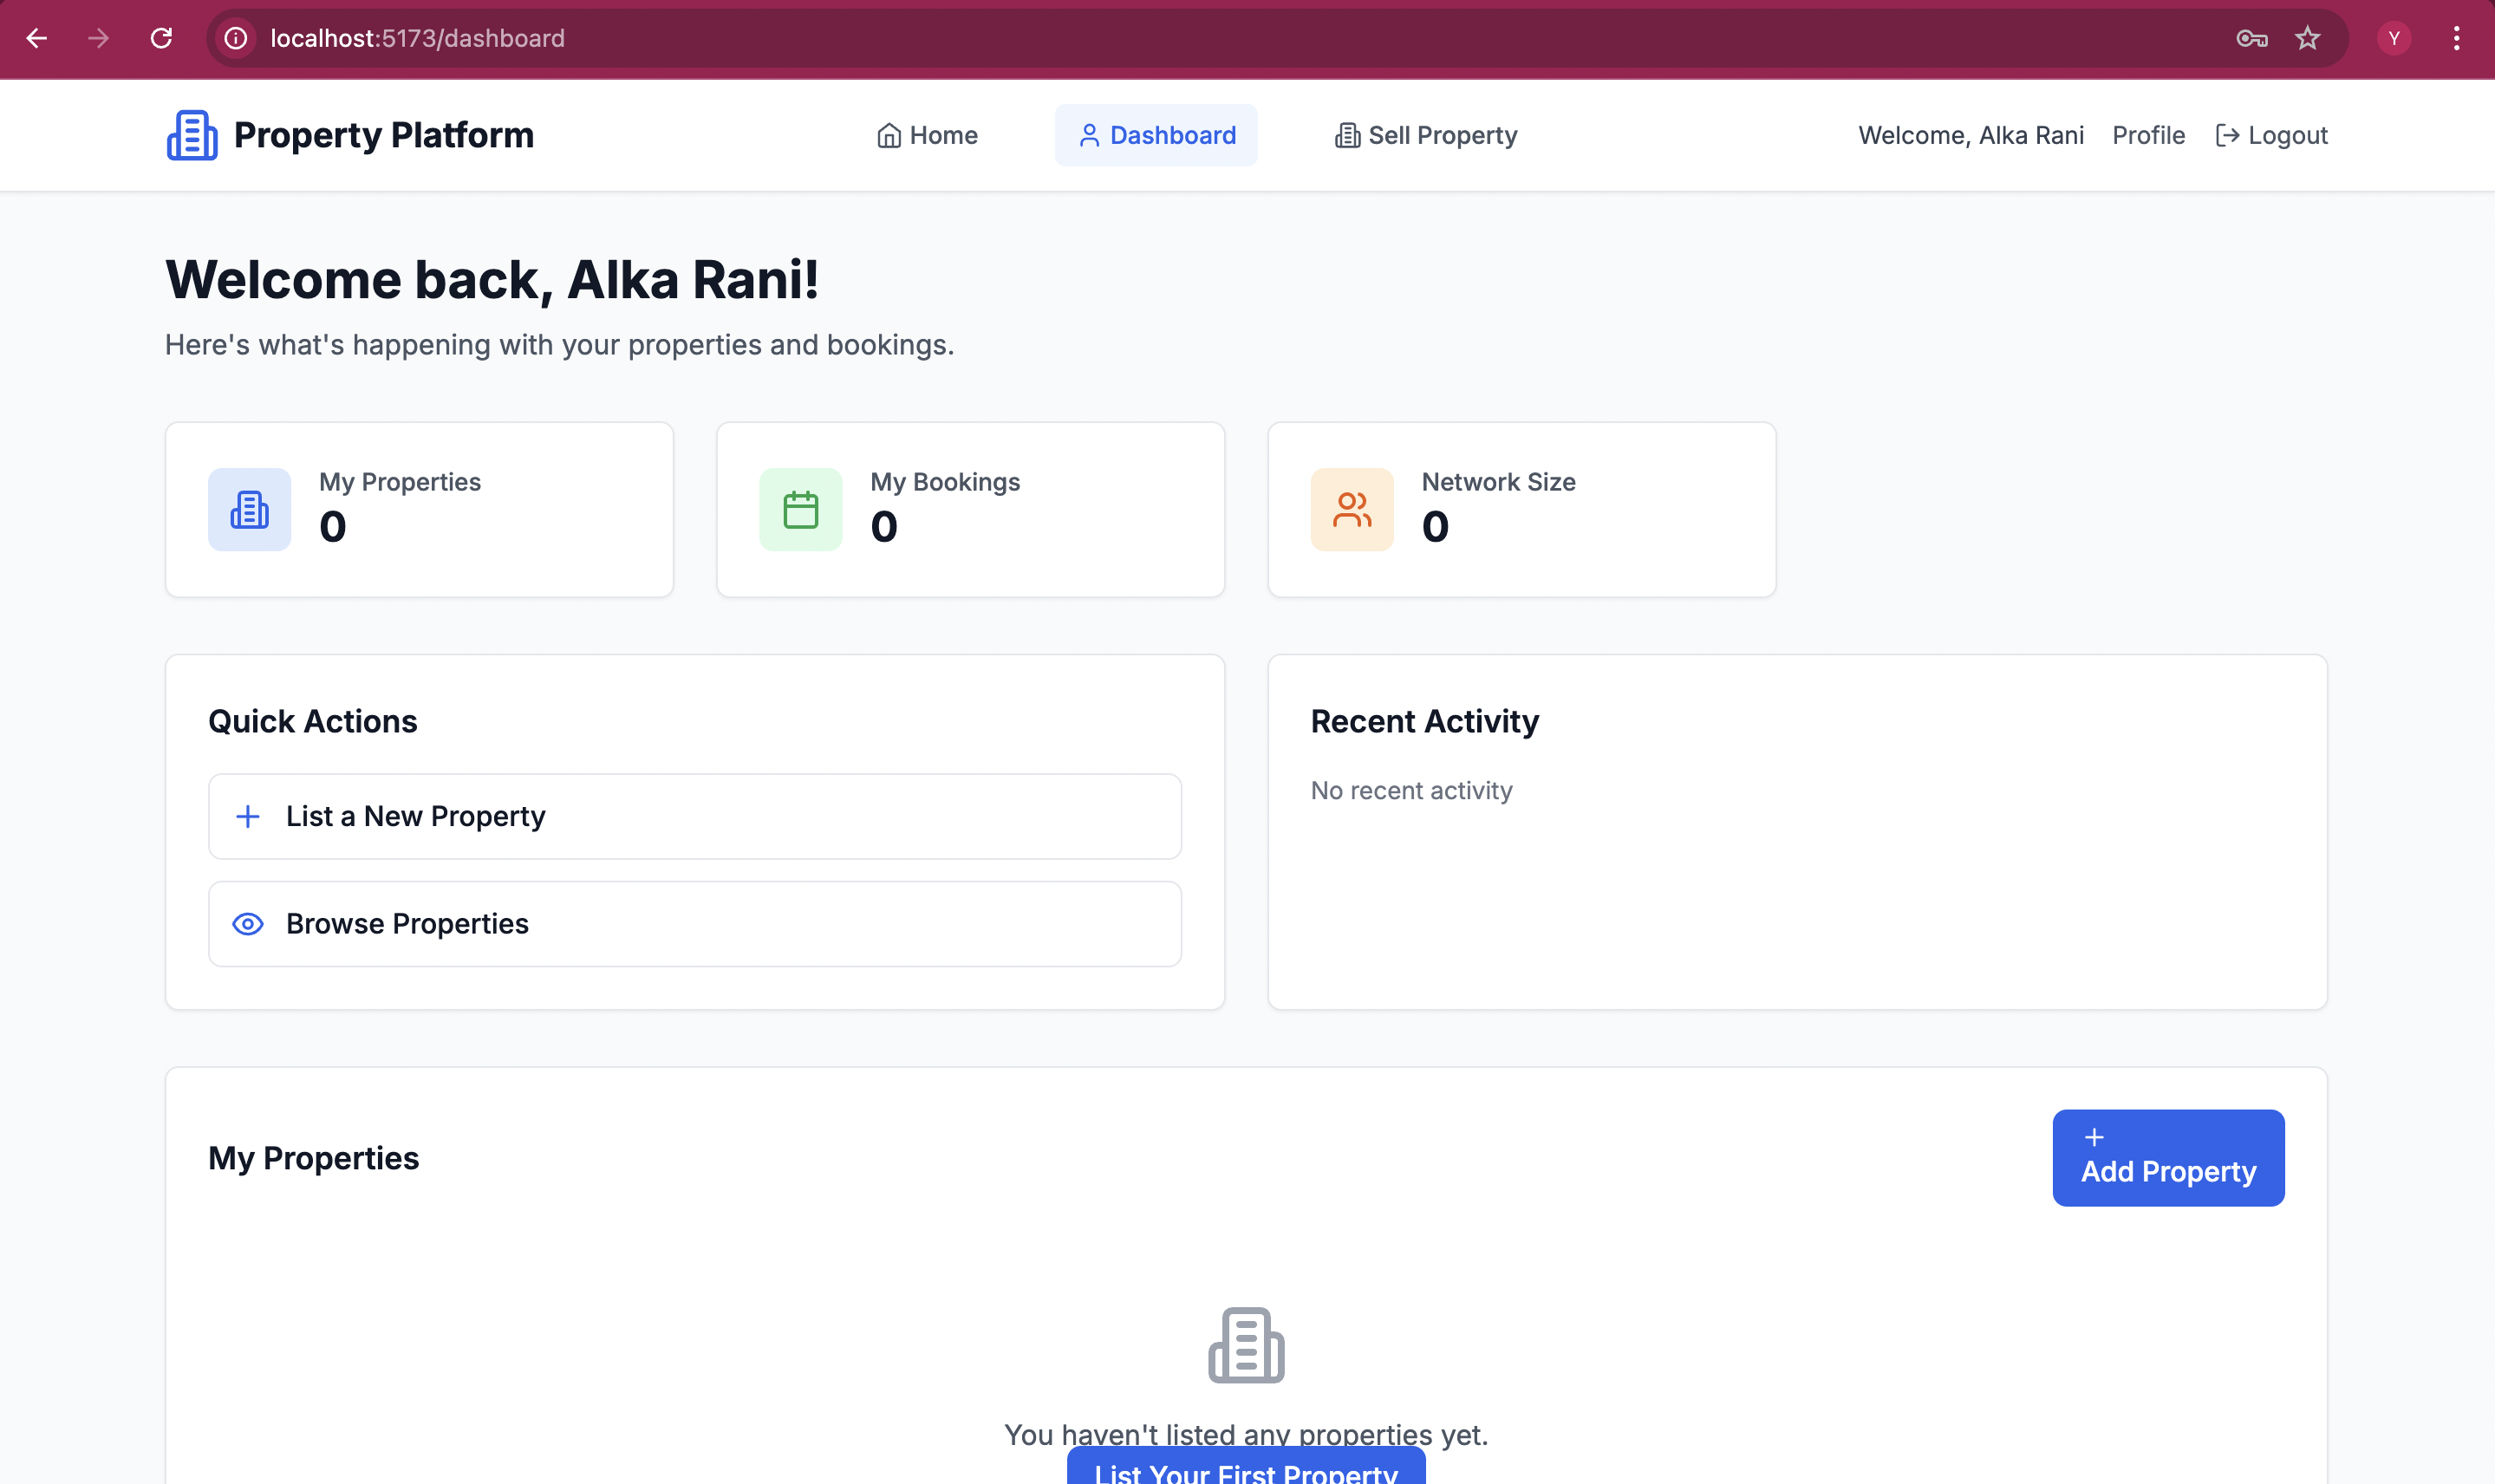 localhost:5173/dashboard
Y
Property Platform
Home
Dashboard
Sell Property
Welcome, Alka Rani
Profile
Logout
Welcome back, Alka Rani!
Here's what's happening with your properties and bookings.
My Properties
0
My Bookings
0
Network Size
0
Quick Actions
List a New Property
Browse Properties
Recent Activity
No recent activity
My Properties
Add Property
You haven't listed any properties yet.
List Your First Property